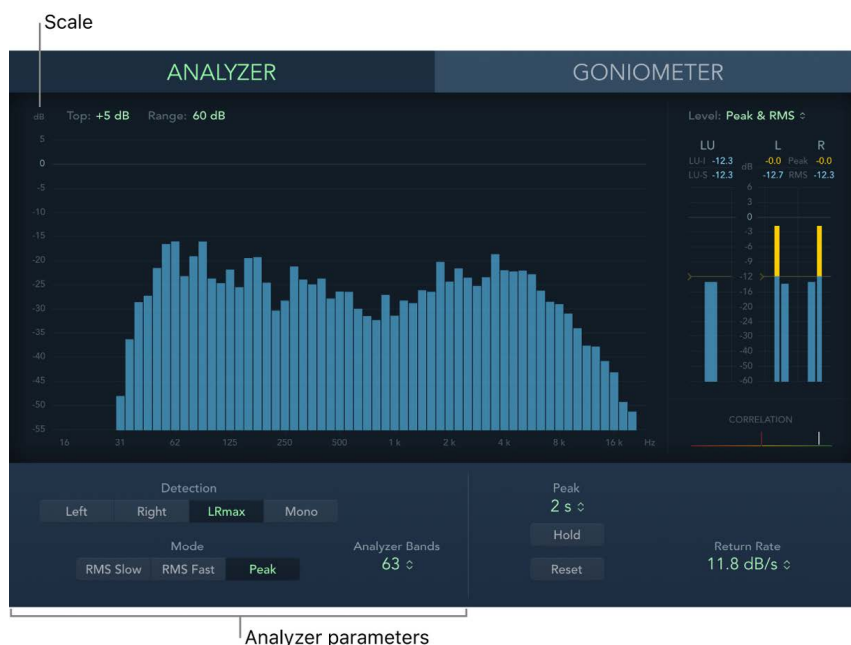 Scale
ANALYZER GONIOMETER
dB Top: +5 dB Range: 60 dB Level: Peak & RMS
LU L R
LU-I -12.3 -0.0 Peak -0.0
dB
LU-S -12.3 -12.7 RMS -12.3
5
0
-5
-10
-15
-20
-25
-30
-35
-40
-45
-50
-55
6
3
0
-3
-6
-9
-12
-16
-20
-24
-30
-40
-50
-60
16 31 62 125 250 500 1 k 2 k 4 k 8 k 16 k Hz
CORRELATION
Detection
Left Right LRmax Mono
Mode
RMS Slow RMS Fast Peak
Analyzer Bands
63
Peak
2 s
Hold
Reset
Return Rate
11.8 dB/s
Analyzer parameters